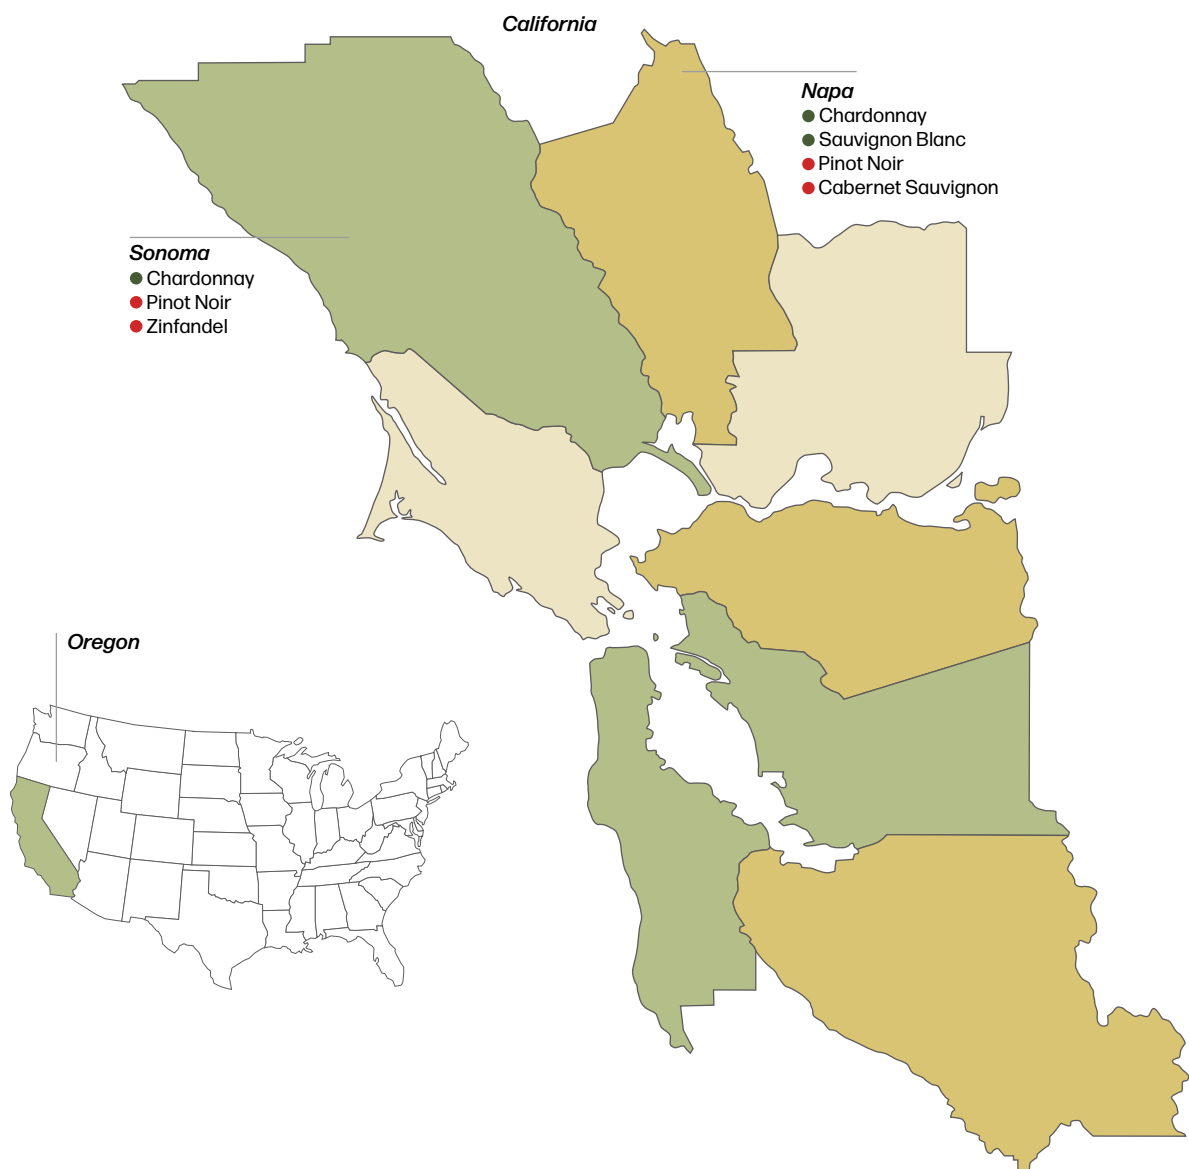 California
Napa
Chardonnay
Sauvignon Blanc
Pinot Noir
Cabernet Sauvignon
Sonoma
Chardonnay
Pinot Noir
Zinfandel
Oregon